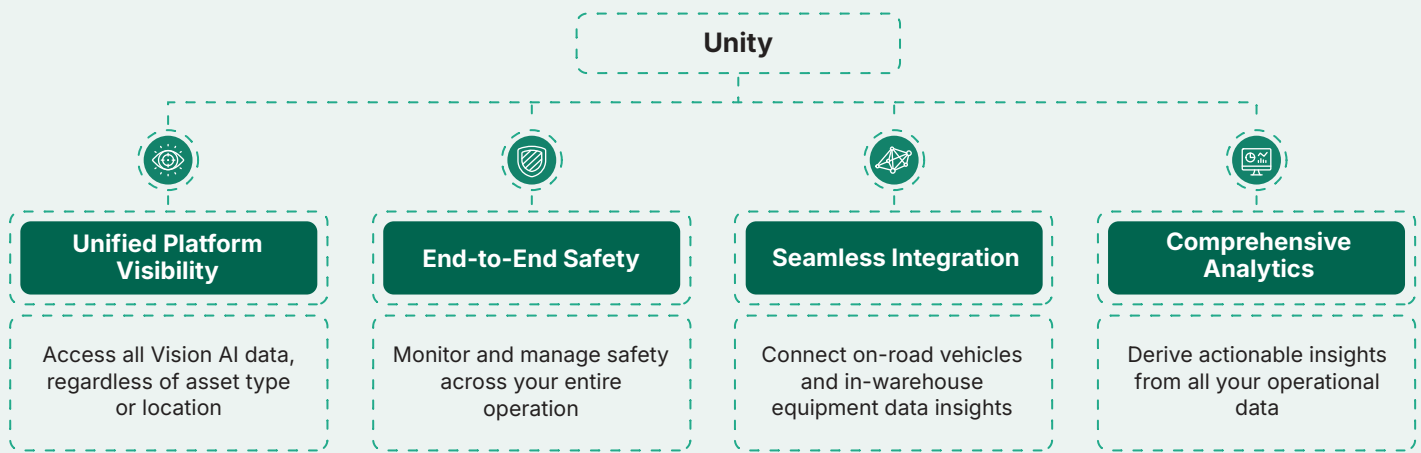 Unity
Unified Platform
Visibility
Access all Vision AI data,
regardless of asset type
or location
End-to-End Safety
Monitor and manage safety
across your entire
operation
Seamless Integration
Connect on-road vehicles
and in-warehouse
equipment data insights
Comprehensive
Analytics
Derive actionable insights
from all your operational
data